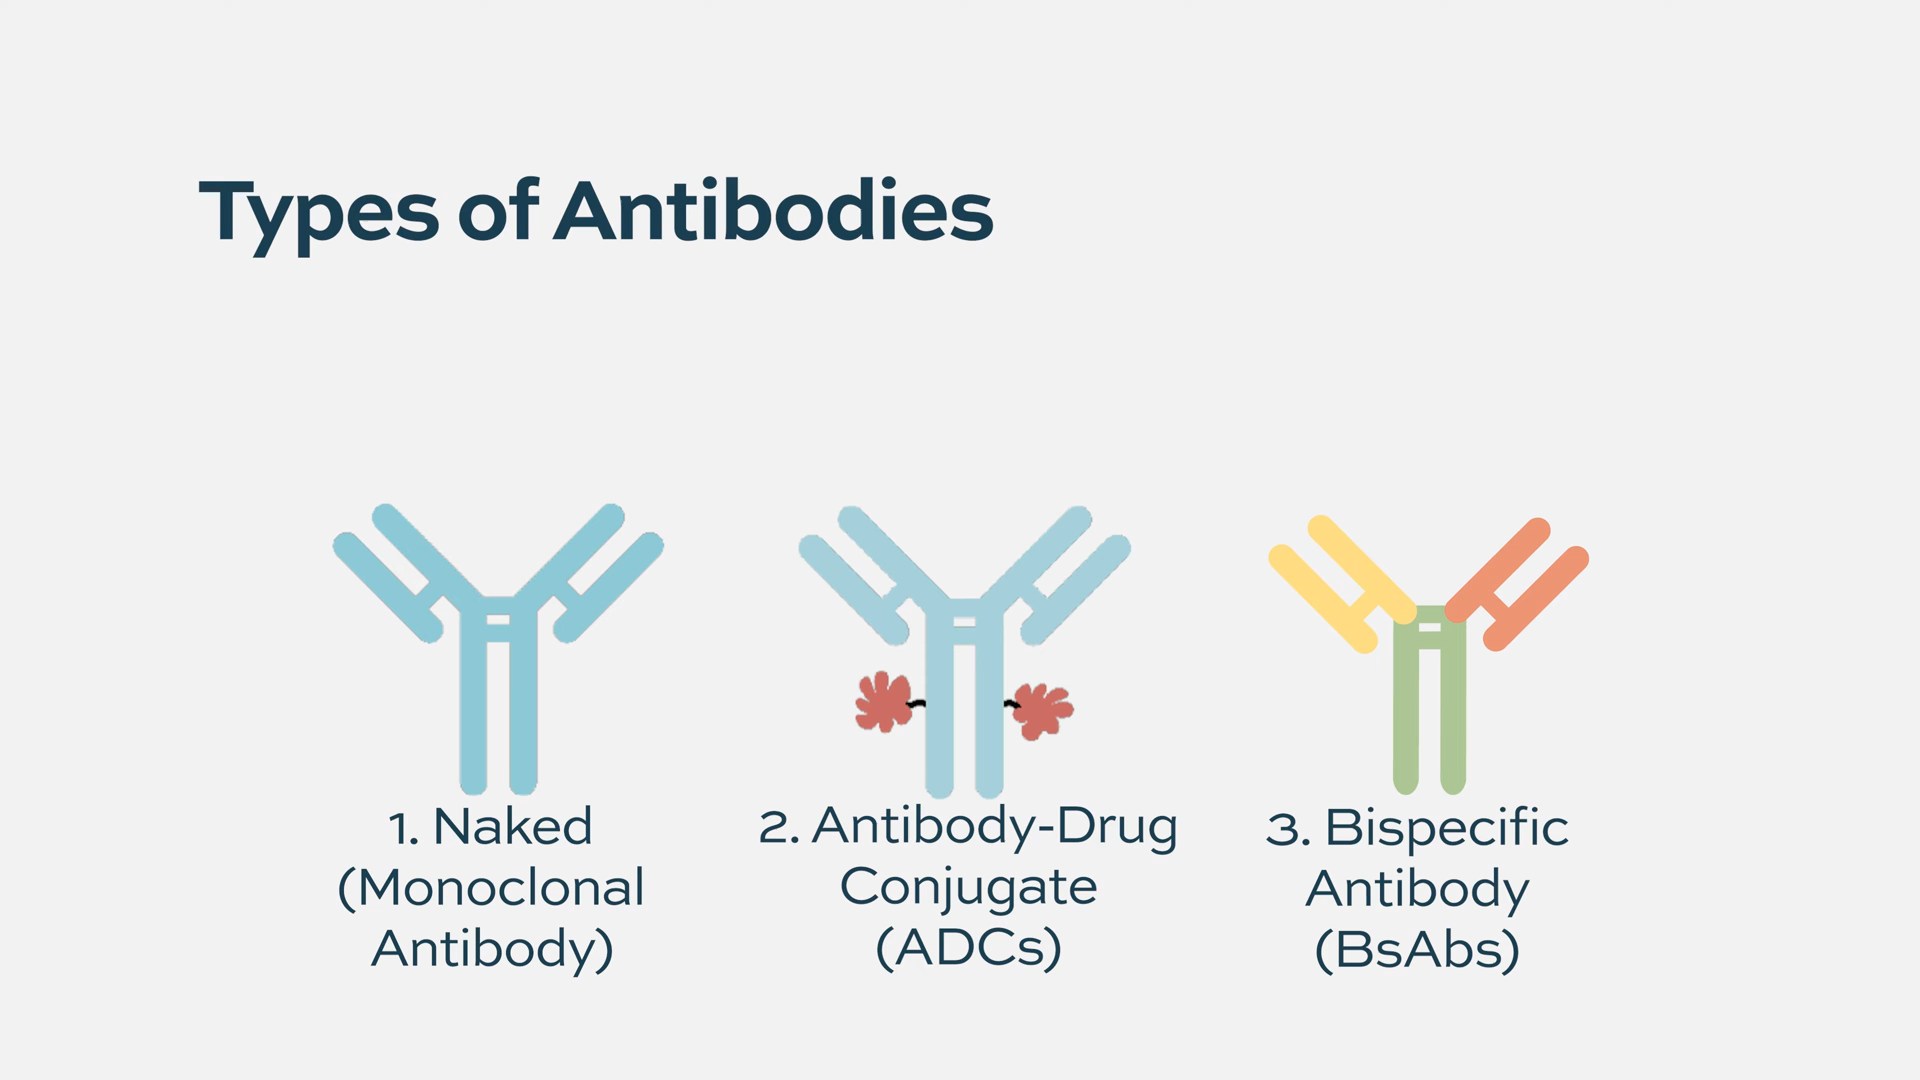 Types of Antibodies
1. Naked
(Monoclonal
Antibody)
2. Antibody-Drug
Conjugate
(ADCs)
3. Bispecific
Antibody
(BsAbs)